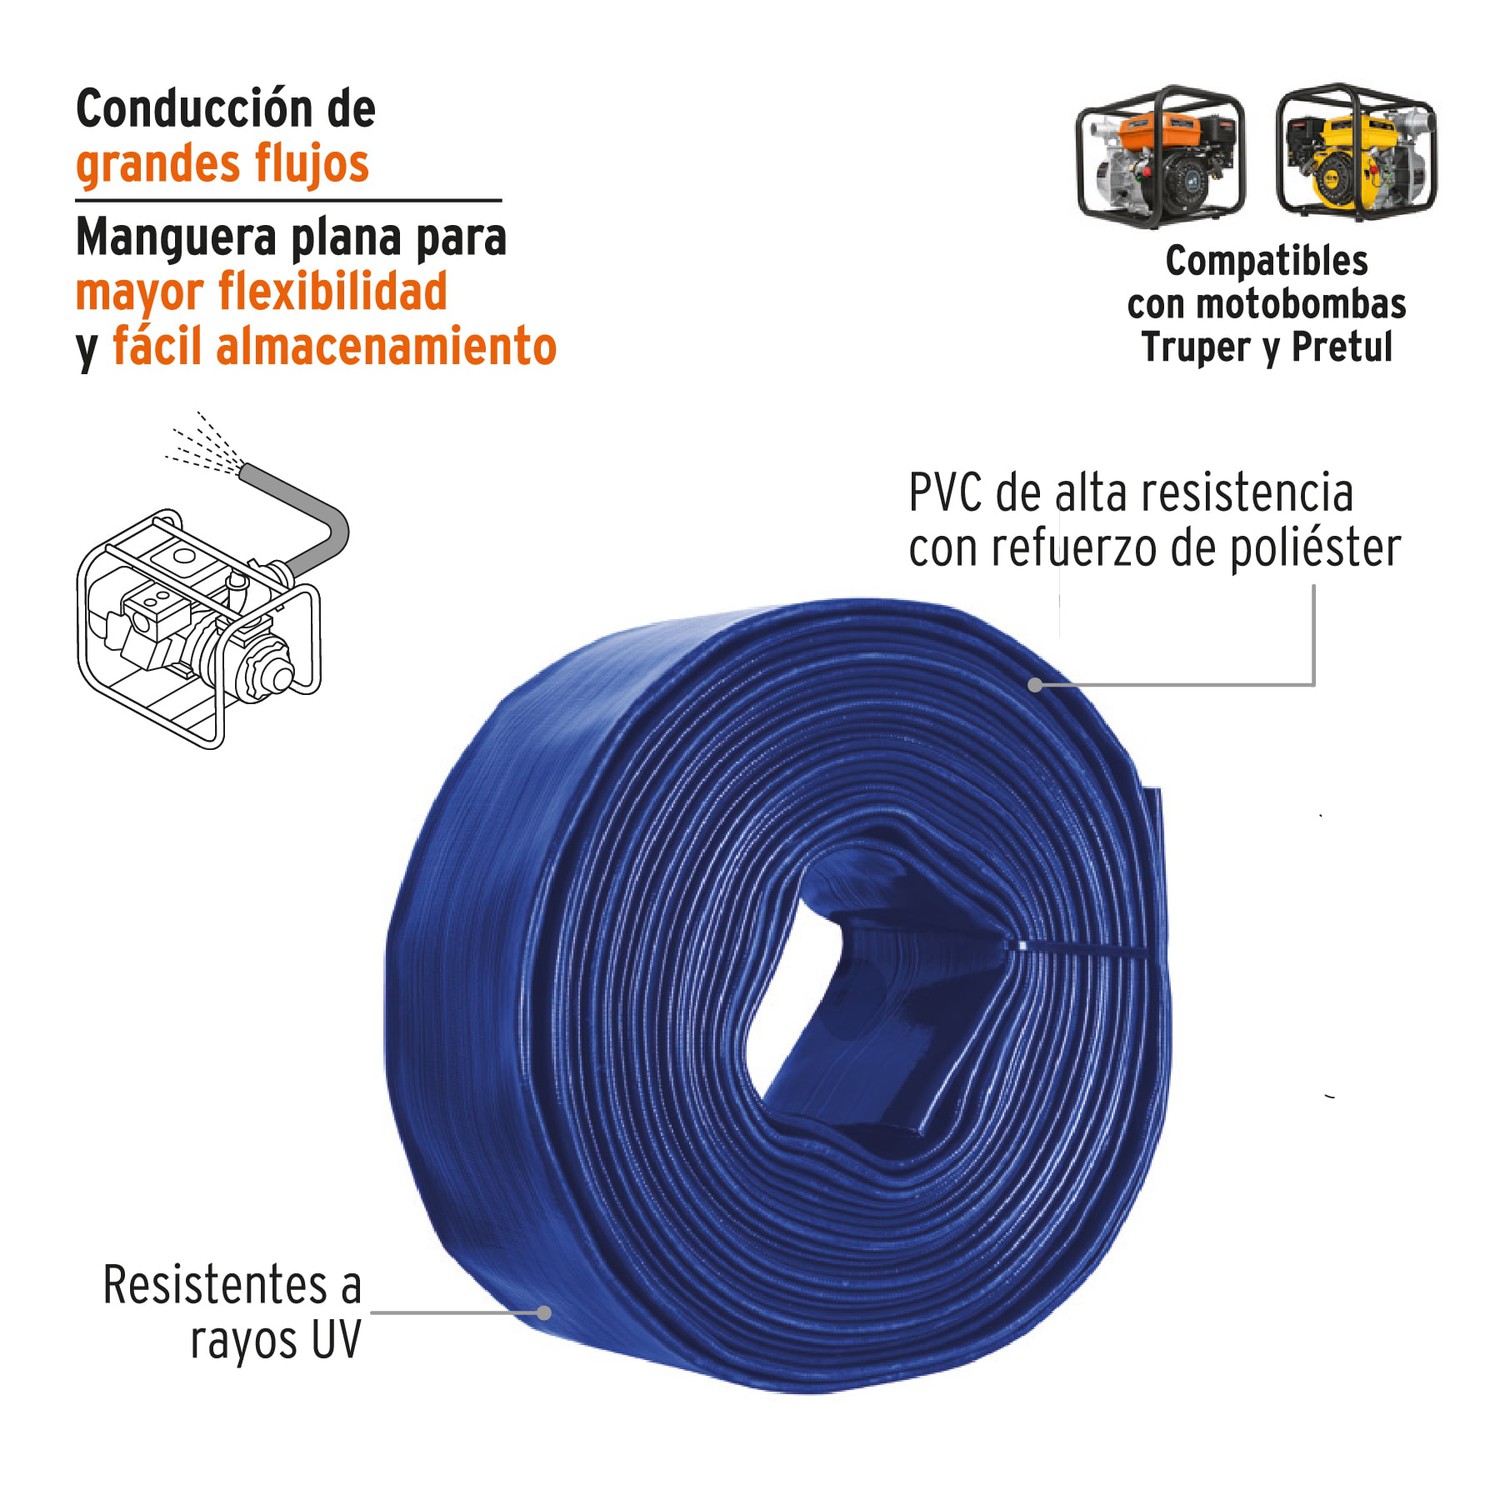 Conducción de
grandes flujos
Manguera plana para
mayor flexibilidad
y fácil almacenamiento
Compatibles
con motobombas
Truper y Pretul
PVC de alta resistencia
con refuerzo de poliéster
Resistentes a
rayos UV